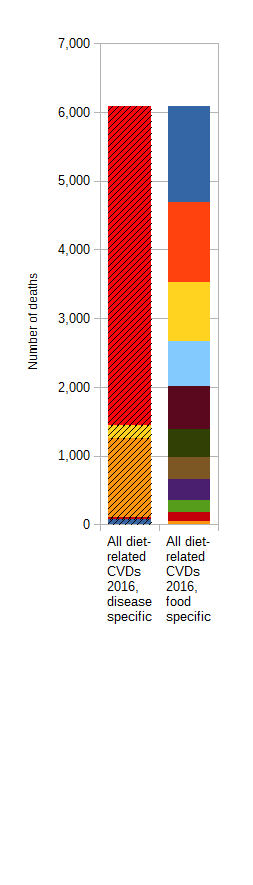 7,000
6,000
5,000
4,000
3,000
2,000
1,000
0
Number of deaths
All diet-
related
CVDs
2016,
disease
specific
All diet-
related
CVDs
2016,
food
specific